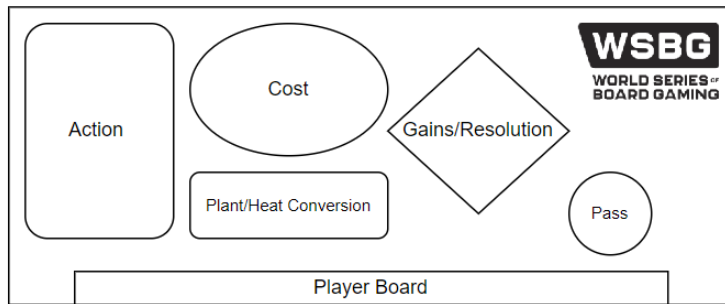 Action
Cost
Gains/Resolution
WSBG
WORLD SERIES OF
BOARD GAMING
Plant/Heat Conversion
Pass
Player Board